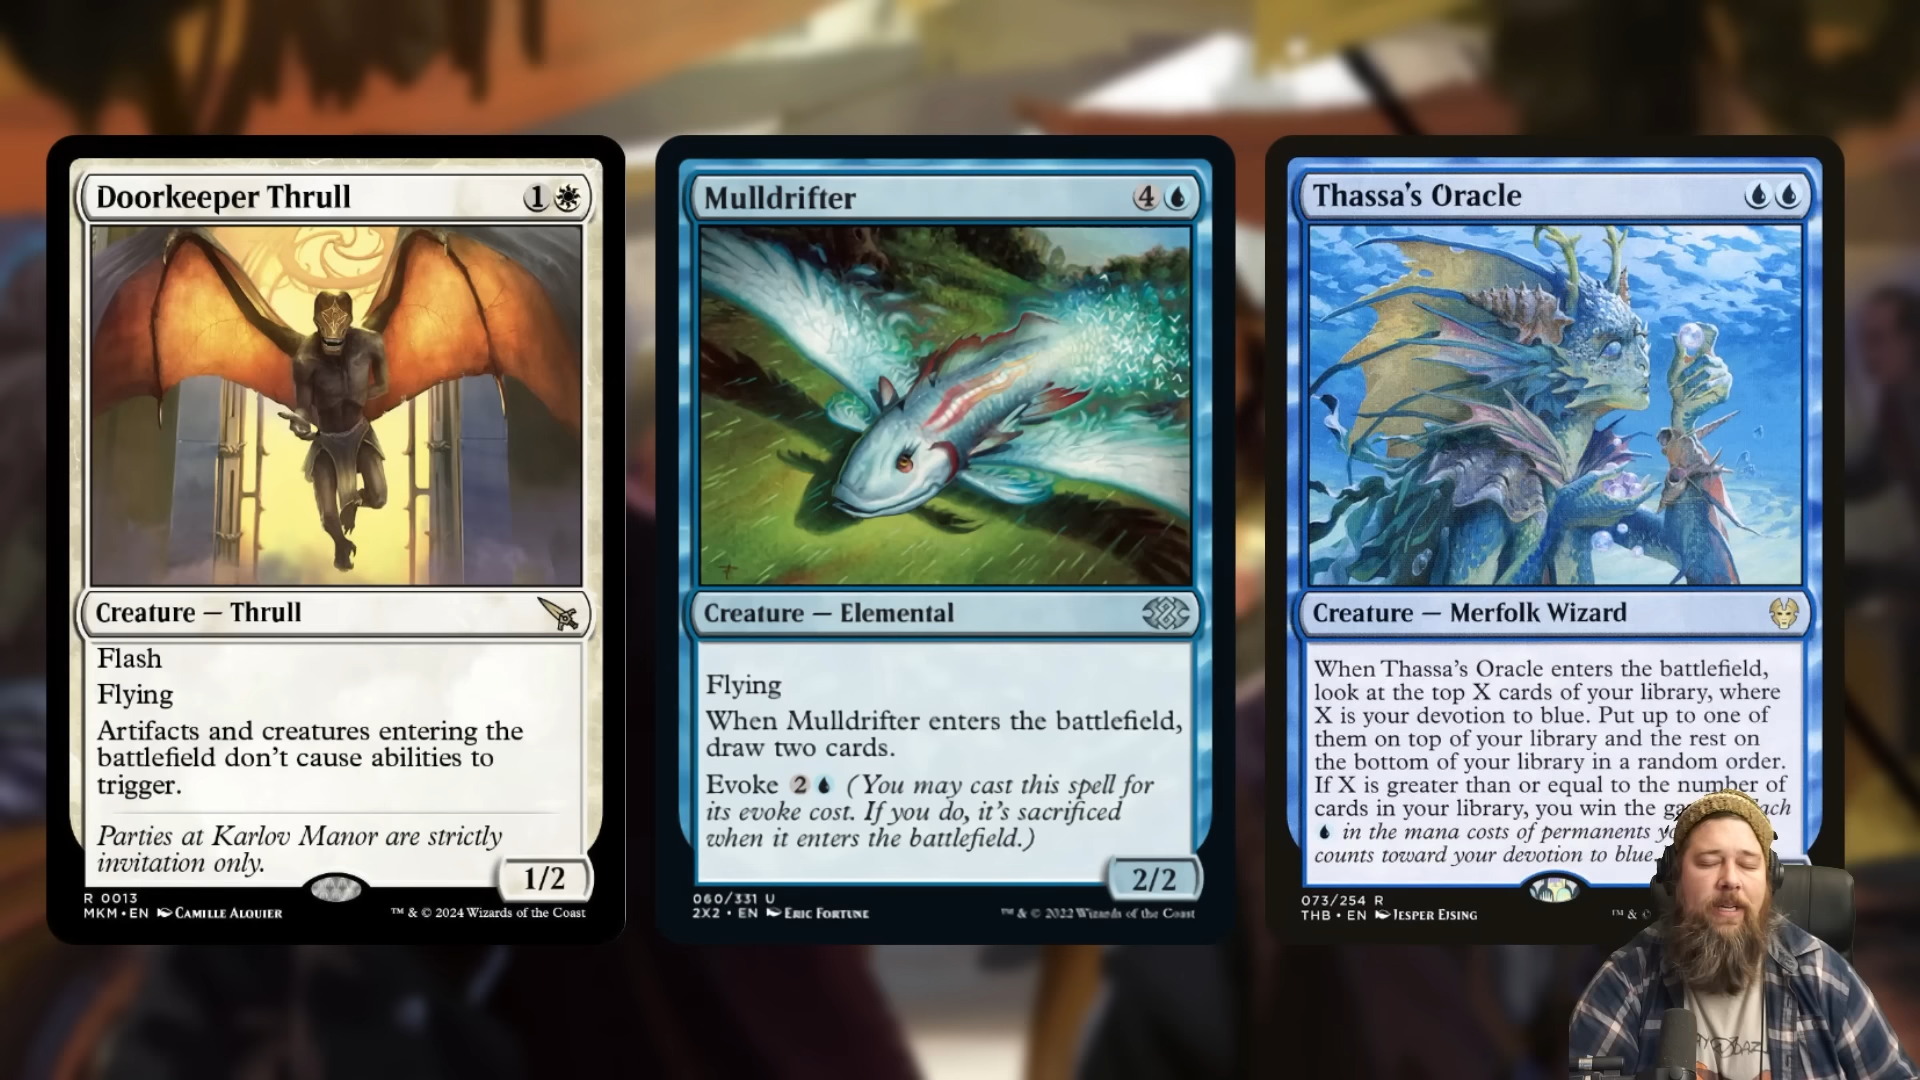 Doorkeeper Thrull 1
Creature — Thrull
Flash
Flying
Artifacts and creatures entering the
battlefield don't cause abilities to
trigger.
Parties at Karlov Manor are strictly
invitation only.
1/2
R 0013
MKM • EN CAMILLE ALQUIER
™ & © 2024 Wizards of the Coast
Mulldrifter 4
Creature — Elemental
Flying
When Mulldrifter enters the battlefield,
draw two cards.
Evoke 2 (You may cast this spell for
its evoke cost. If you do, it's sacrificed
when it enters the battlefield.)
2/2
060/331 U
2X2 • EN ERIC FORTUNE
™ & © 2022 Wizards of the Coast
Thassa's Oracle
Creature — Merfolk Wizard
When Thassa's Oracle enters the battlefield,
look at the top X cards of your library, where
X is your devotion to blue. Put up to one of
them on top of your library and the rest on
the bottom of your library in a random order.
If X is greater than or equal to the number of
cards in your library, you win the
in the mana costs of permanents
counts toward your devotion to blue.
073/254 R
THB • EN JESPER EJSING
™ & ©